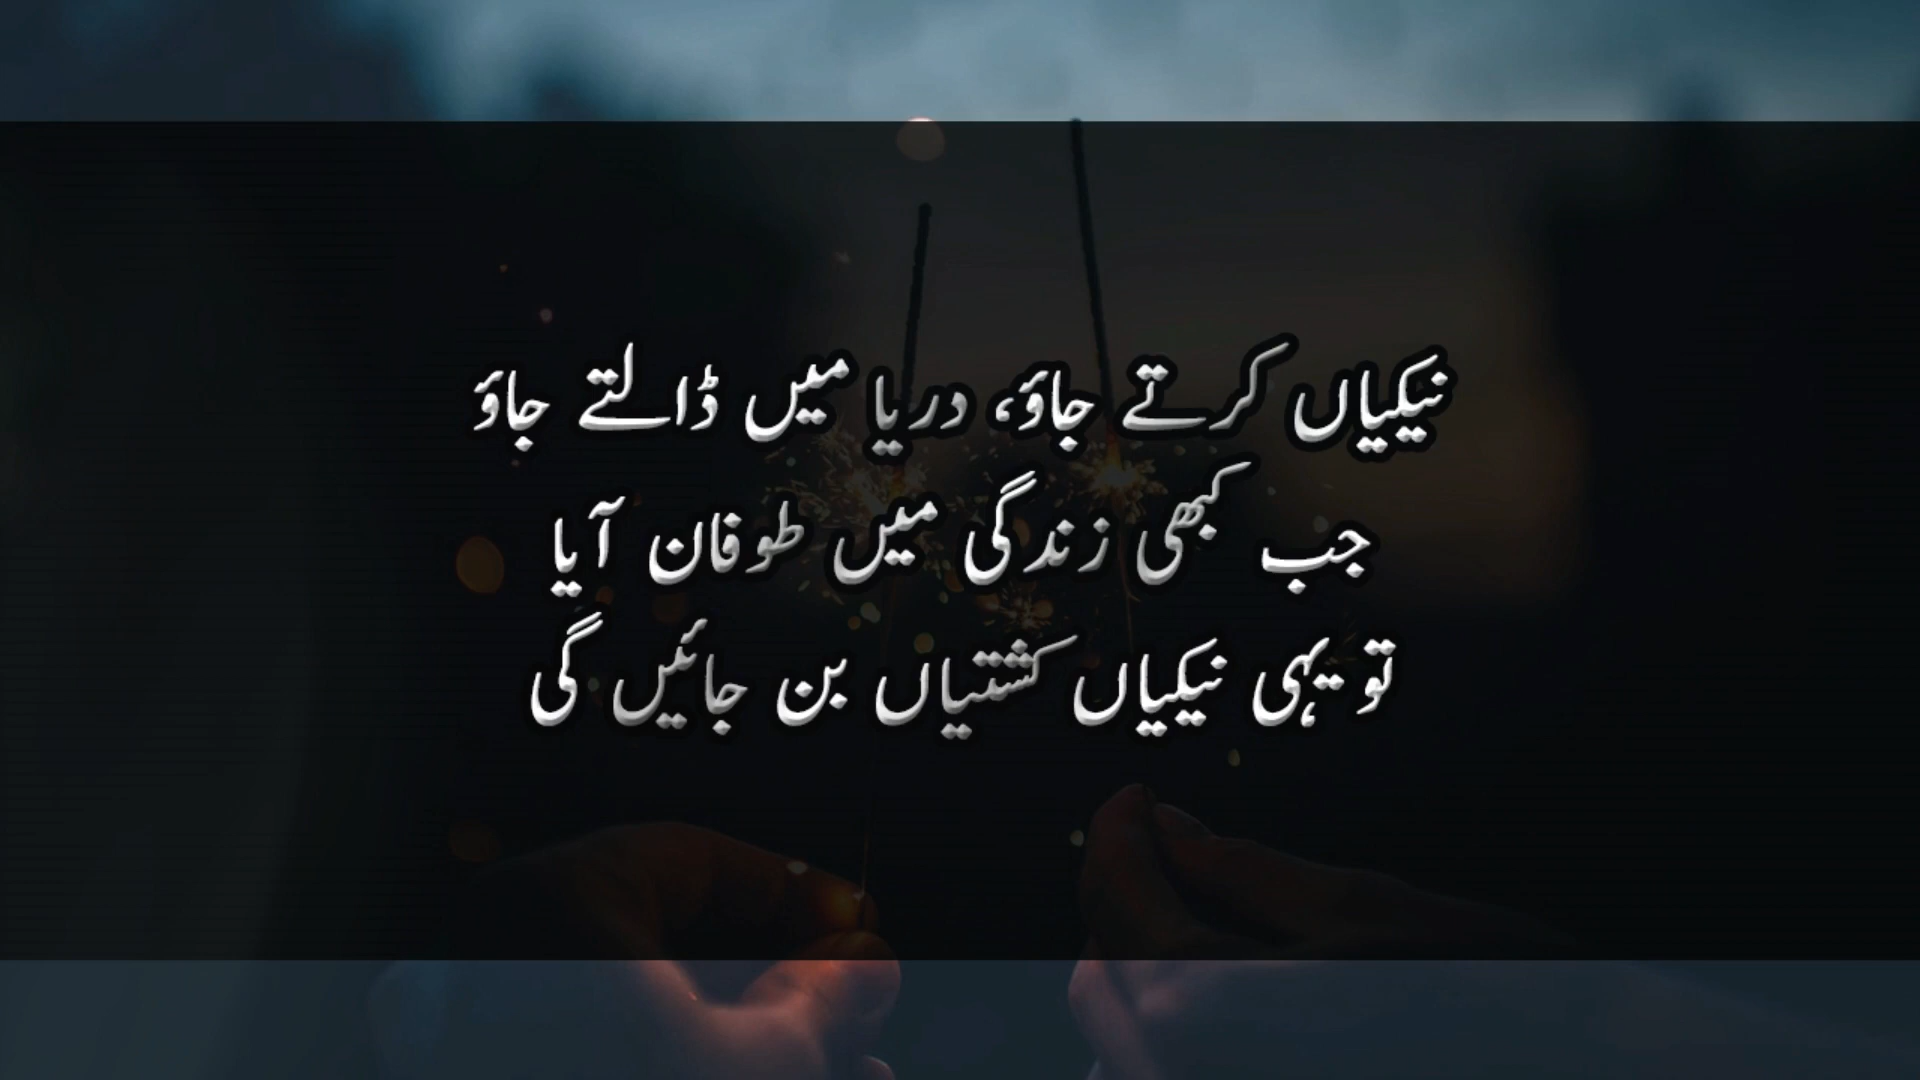 نیکیاں کرتے جاؤ، دریا میں ڈالتے جاؤ
جب کبھی زندگی میں طوفان آیا
تو یہی نیکیاں کشتیاں بن جائیں گی